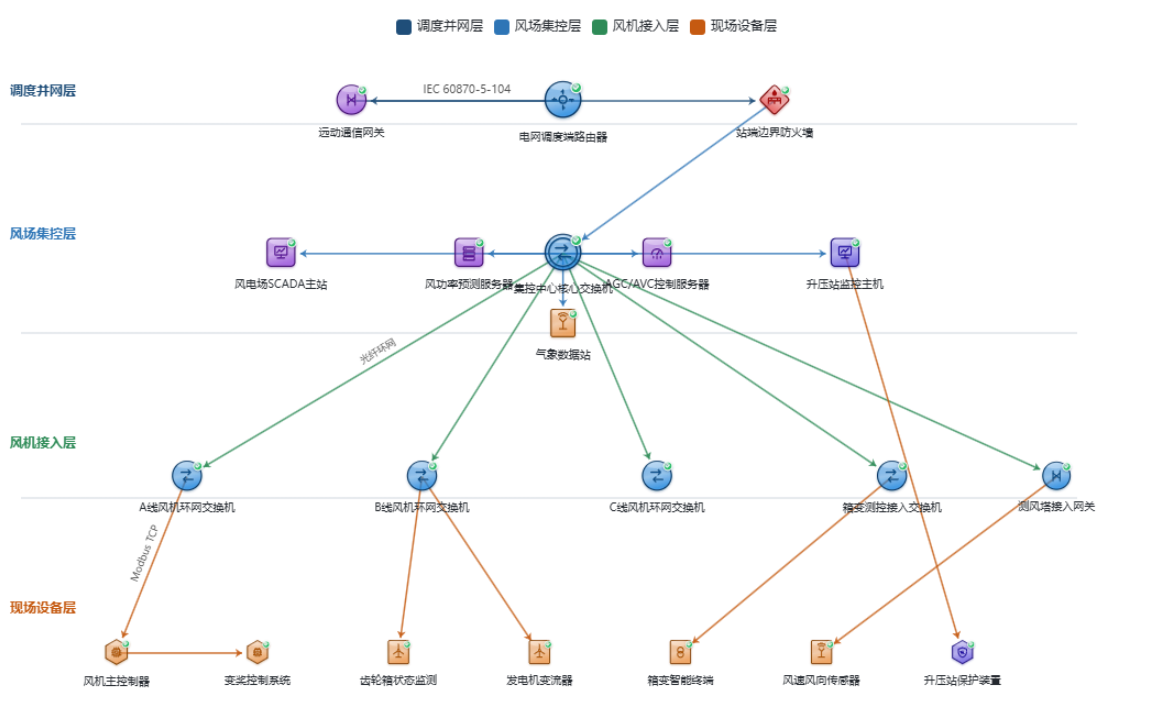 调度并网层
风场集控层
风机接入层
现场设备层
调度并网层
IEC 60870-5-104
远动通信网关
电网调度端路由器
站端边界防火墙
风场集控层
风电场SCADA主站
风功率预测服务器
集控中心核心交换机
AGC/AVC控制服务器
升压站监控主机
气象数据站
光纤环网
风机接入层
A线风机环网交换机
B线风机环网交换机
C线风机环网交换机
箱变测控接入交换机
测风塔接入网关
Modbus TCP
现场设备层
风机主控制器
变桨控制系统
齿轮箱状态监测
发电机变流器
箱变智能终端
风速风向传感器
升压站保护装置